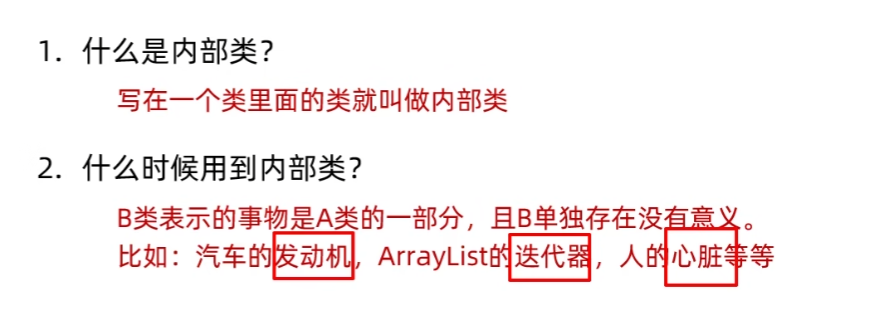 1. 什么是内部类？
写在一个类里面的类就叫做内部类
2. 什么时候用到内部类？
B类表示的事物是A类的一部分，且B单独存在没有意义。
比如：汽车的发动机，ArrayList的迭代器，人的心脏等等